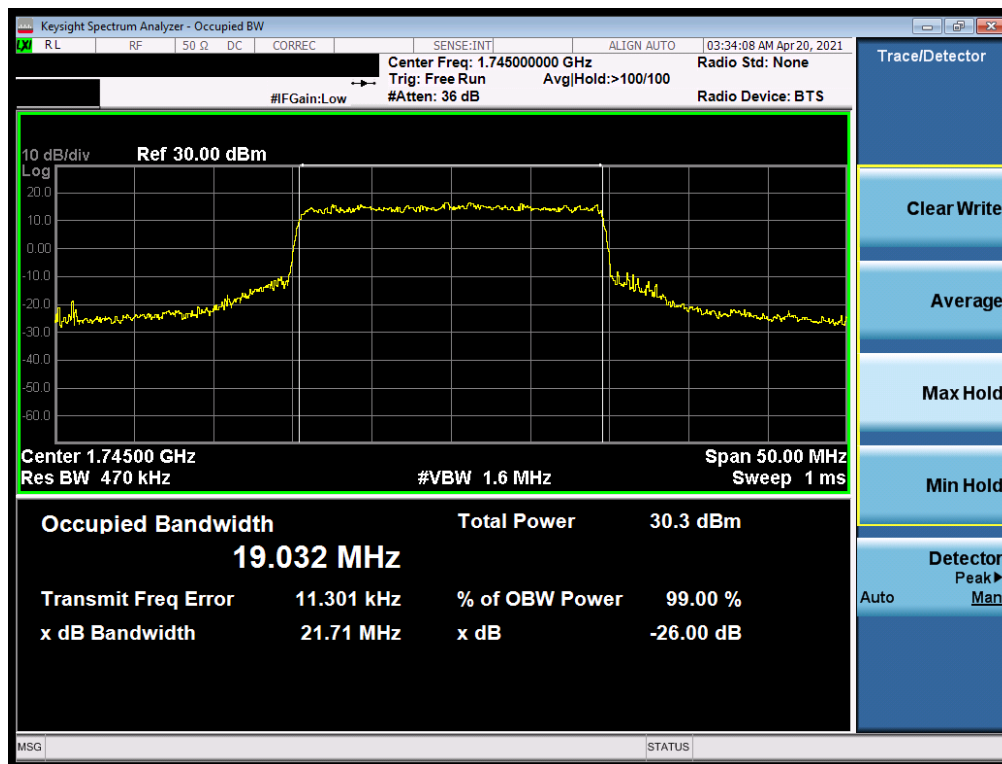 Keysight Spectrum Analyzer - Occupied BW
LXI RL RF 50 Ω DC CORREC SENSE:INT ALIGN AUTO 03:34:08 AM Apr 20, 2021
Center Freq: 1.745000000 GHz Radio Std: None
Trig: Free Run Avg|Hold:>100/100
#IFGain:Low #Atten: 36 dB Radio Device: BTS
10 dB/div Ref 30.00 dBm
Log
20.0
10.0
0.00
-10.0
-20.0
-30.0
-40.0
-50.0
-60.0
Center 1.74500 GHz Span 50.00 MHz
Res BW 470 kHz #VBW 1.6 MHz Sweep 1 ms
Occupied Bandwidth Total Power 30.3 dBm
19.032 MHz
Transmit Freq Error 11.301 kHz % of OBW Power 99.00 %
x dB Bandwidth 21.71 MHz x dB -26.00 dB
MSG STATUS
Trace/Detector
Clear Write
Average
Max Hold
Min Hold
Detector
Peak▶
Auto Man